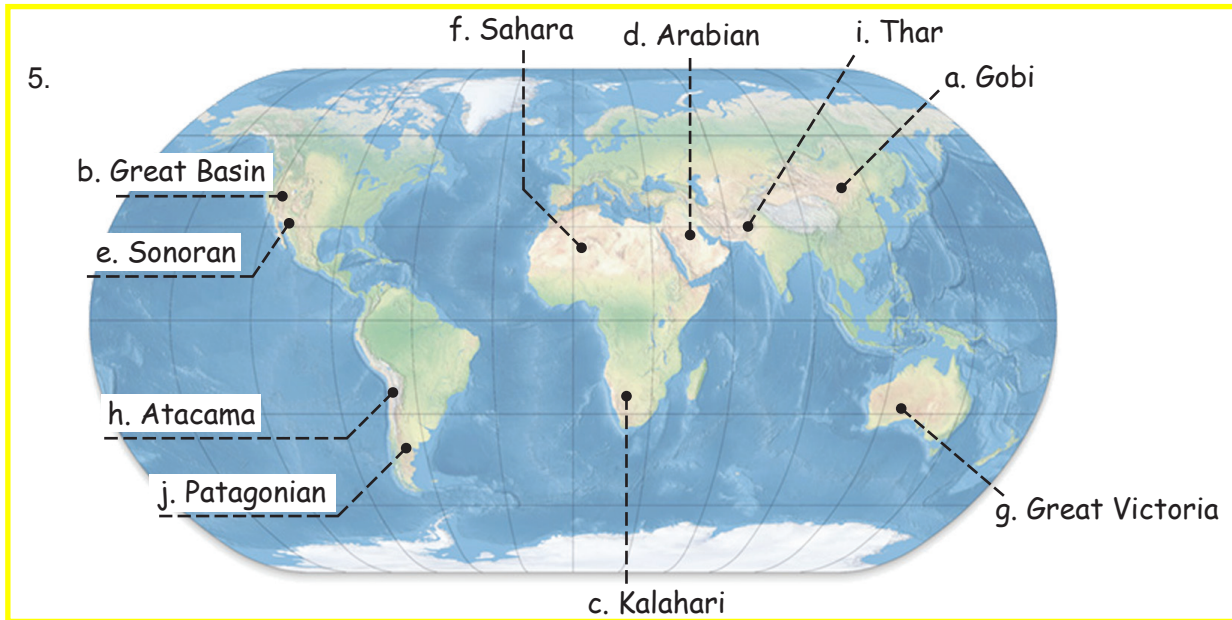 5.
f. Sahara
d. Arabian
i. Thar
a. Gobi
b. Great Basin
e. Sonoran
h. Atacama
j. Patagonian
g. Great Victoria
c. Kalahari